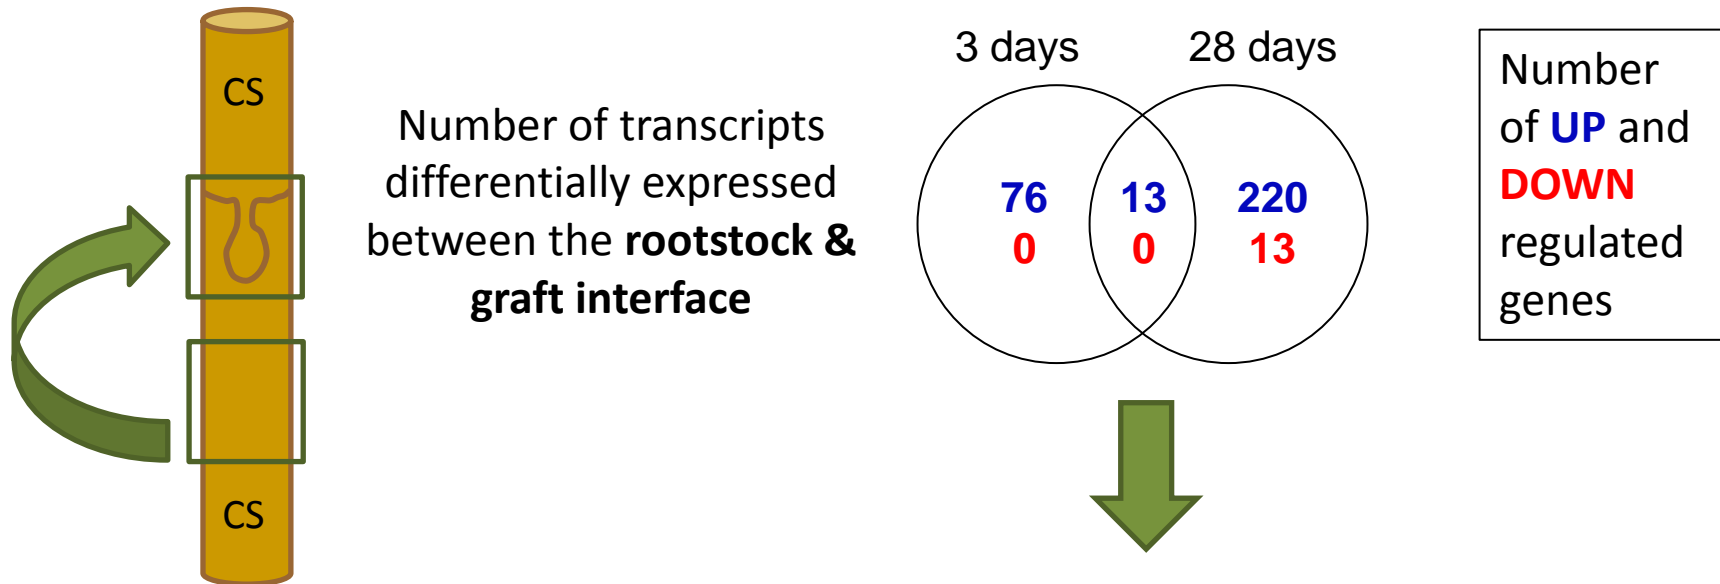 CS
CS
Number of transcripts
differentially expressed
between the rootstock &
graft interface
3 days
28 days
76
13
220
0
0
13
Number
of UP and
DOWN
regulated
genes